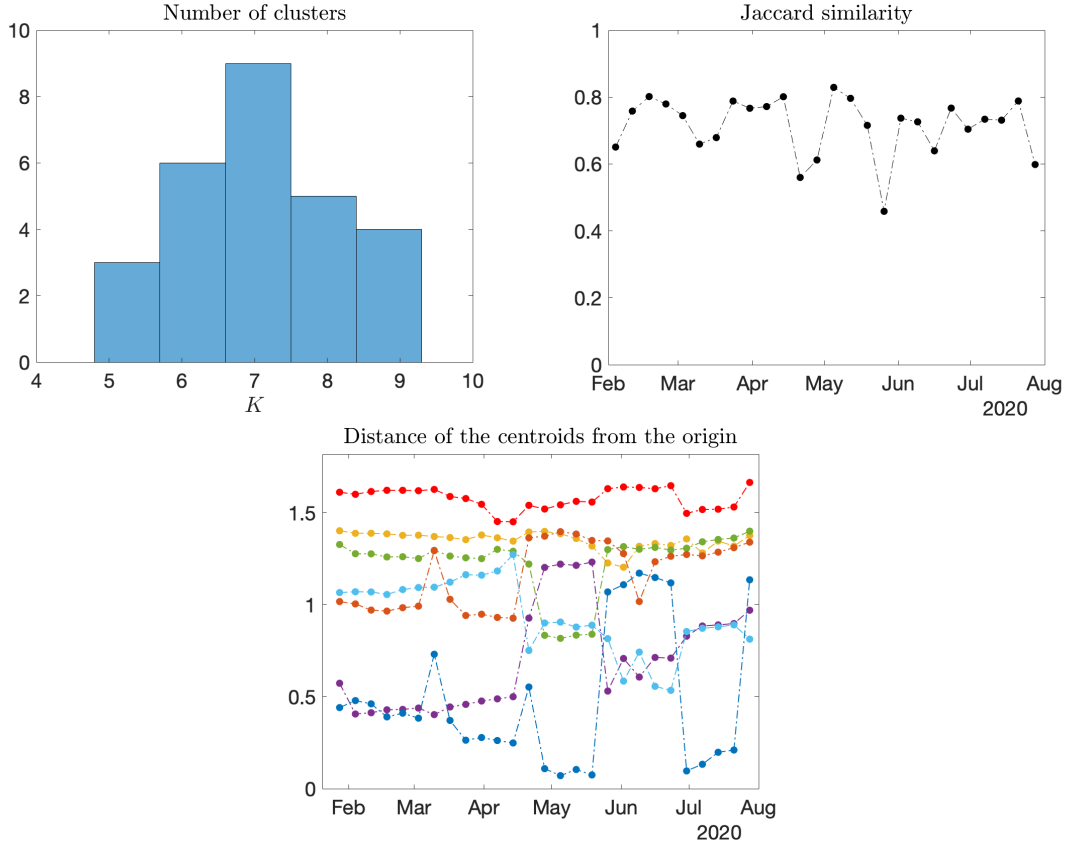 Number of clusters
10
8
6
4
2
0
4 5 6 7 8 9 10
K
Jaccard similarity
1
0.8
0.6
0.4
0.2
0
Feb Mar Apr May Jun Jul Aug
2020
Distance of the centroids from the origin
1.5
1
0.5
0
Feb Mar Apr May Jun Jul Aug
2020